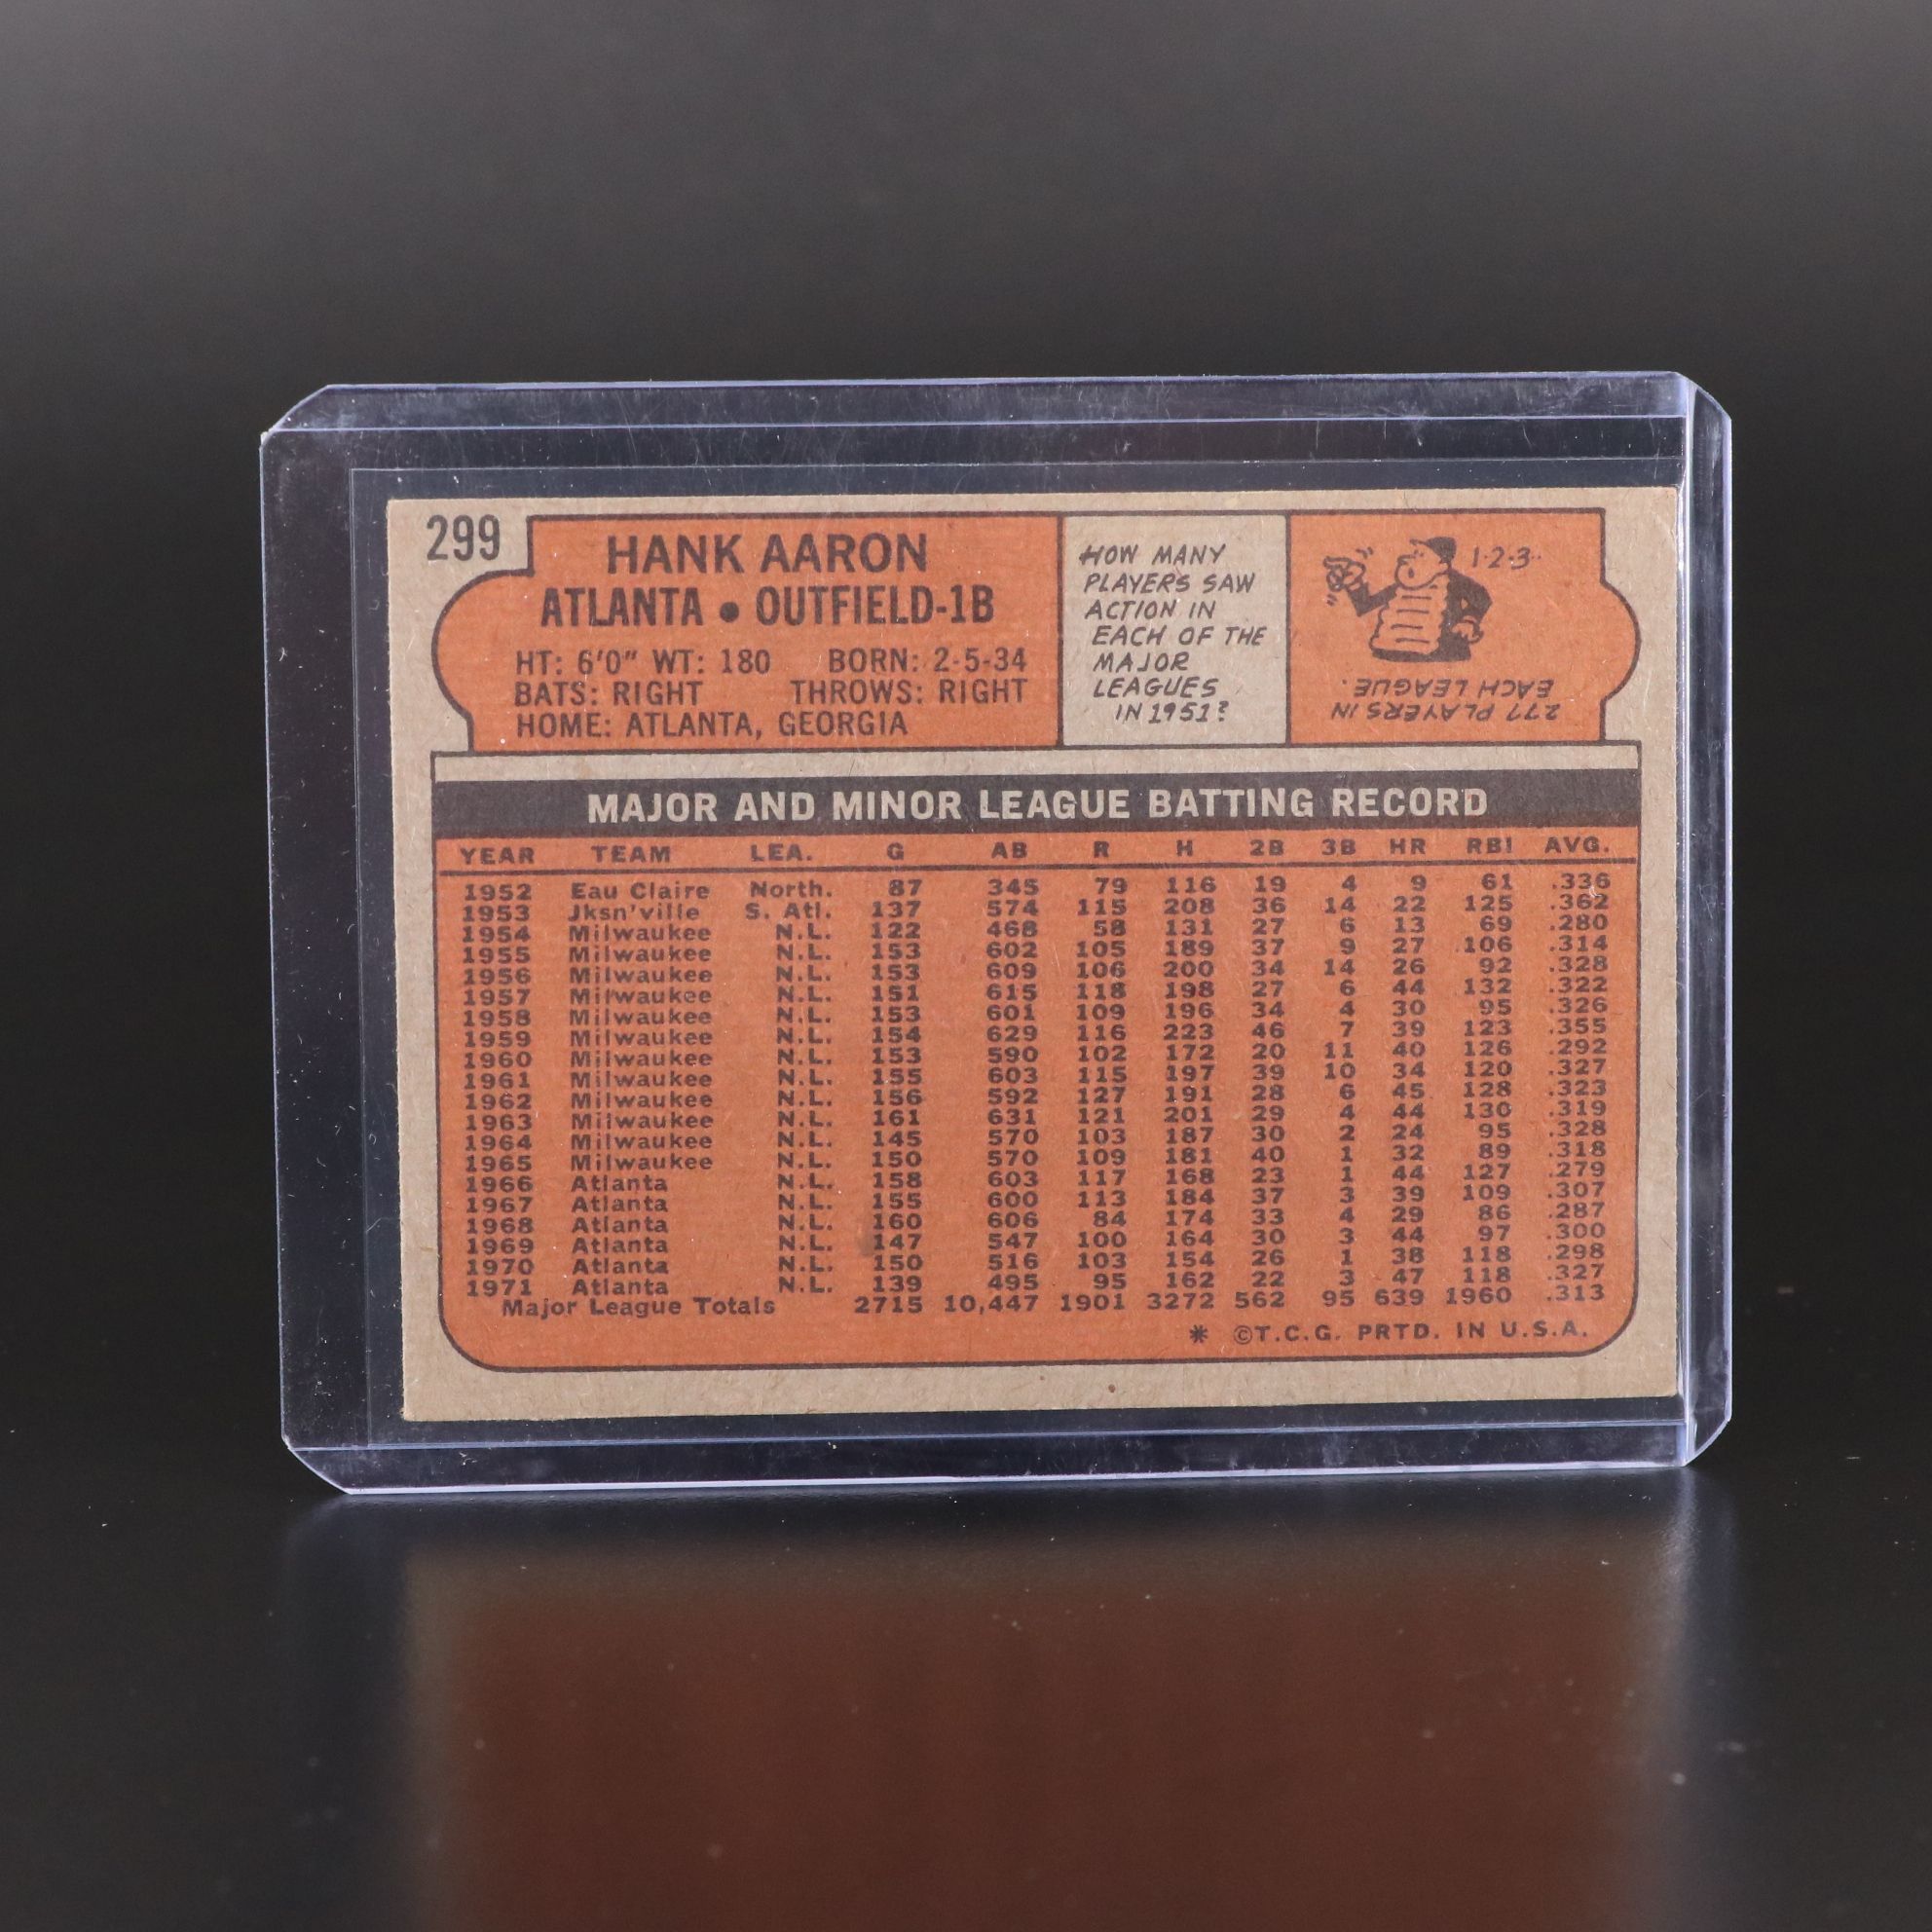 299
HANK AARON
ATLANTA • OUTFIELD-1B
HT: 6'0" WT: 180 BORN: 2-5-34
BATS: RIGHT THROWS: RIGHT
HOME: ATLANTA, GEORGIA
HOW MANY
PLAYERS SAW
ACTION IN
EACH OF THE
MAJOR
LEAGUES
IN 1951?
1-2-3-
277 PLAYERS IN
EACH LEAGUE.
MAJOR AND MINOR LEAGUE BATTING RECORD
YEAR TEAM LEA. G AB R H 2B 3B HR RBI AVG.
1952 Eau Claire North. 87 345 79 116 19 4 9 61 .336
1953 Jksn'ville S. Atl. 137 574 115 208 36 14 22 125 .362
1954 Milwaukee N.L. 122 468 58 131 27 6 13 69 .280
1955 Milwaukee N.L. 153 602 105 189 37 9 27 106 .314
1956 Milwaukee N.L. 153 609 106 200 34 14 26 92 .328
1957 Milwaukee N.L. 151 615 118 198 27 6 44 132 .322
1958 Milwaukee N.L. 153 601 109 196 34 4 30 95 .326
1959 Milwaukee N.L. 154 629 116 223 46 7 39 123 .355
1960 Milwaukee N.L. 153 590 102 172 20 11 40 126 .292
1961 Milwaukee N.L. 155 603 115 197 39 10 34 120 .327
1962 Milwaukee N.L. 156 592 127 191 28 6 45 128 .323
1963 Milwaukee N.L. 161 631 121 201 29 4 44 130 .319
1964 Milwaukee N.L. 145 570 103 187 30 2 24 95 .328
1965 Milwaukee N.L. 150 570 109 181 40 1 32 89 .318
1966 Atlanta N.L. 158 603 117 168 23 1 44 127 .279
1967 Atlanta N.L. 155 600 113 184 37 3 39 109 .307
1968 Atlanta N.L. 160 606 84 174 33 4 29 86 .287
1969 Atlanta N.L. 147 547 100 164 30 3 44 97 .300
1970 Atlanta N.L. 150 516 103 154 26 1 38 118 .298
1971 Atlanta N.L. 139 495 95 162 22 3 47 118 .327
Major League Totals 2715 10,447 1901 3272 562 95 639 1960 .313
* ©T.C.G. PRTD. IN U.S.A.